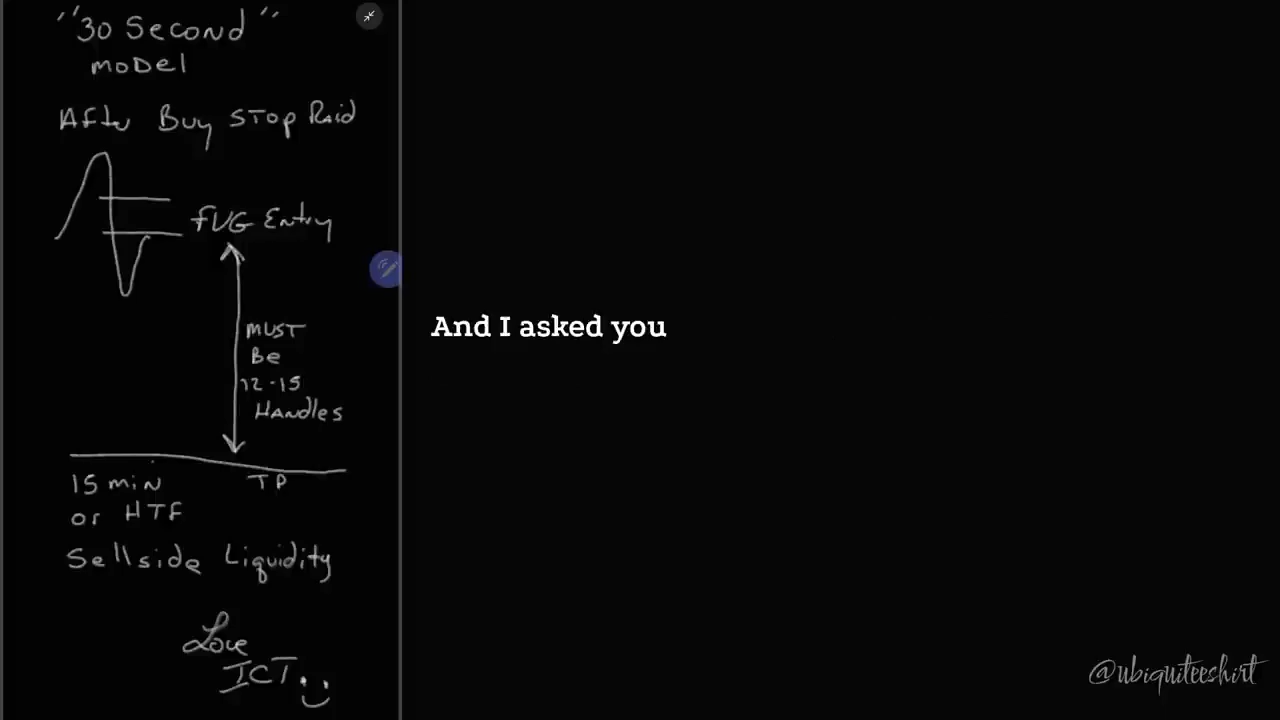 "30 Second"
moDel
After Buy STop Raid
FVG Entry
MUST
Be
12-15
HANdles
15 miN
or HTF
TP
Sellside Liquidity
Love
ICT
And I asked you
@ubiquiteeshirt